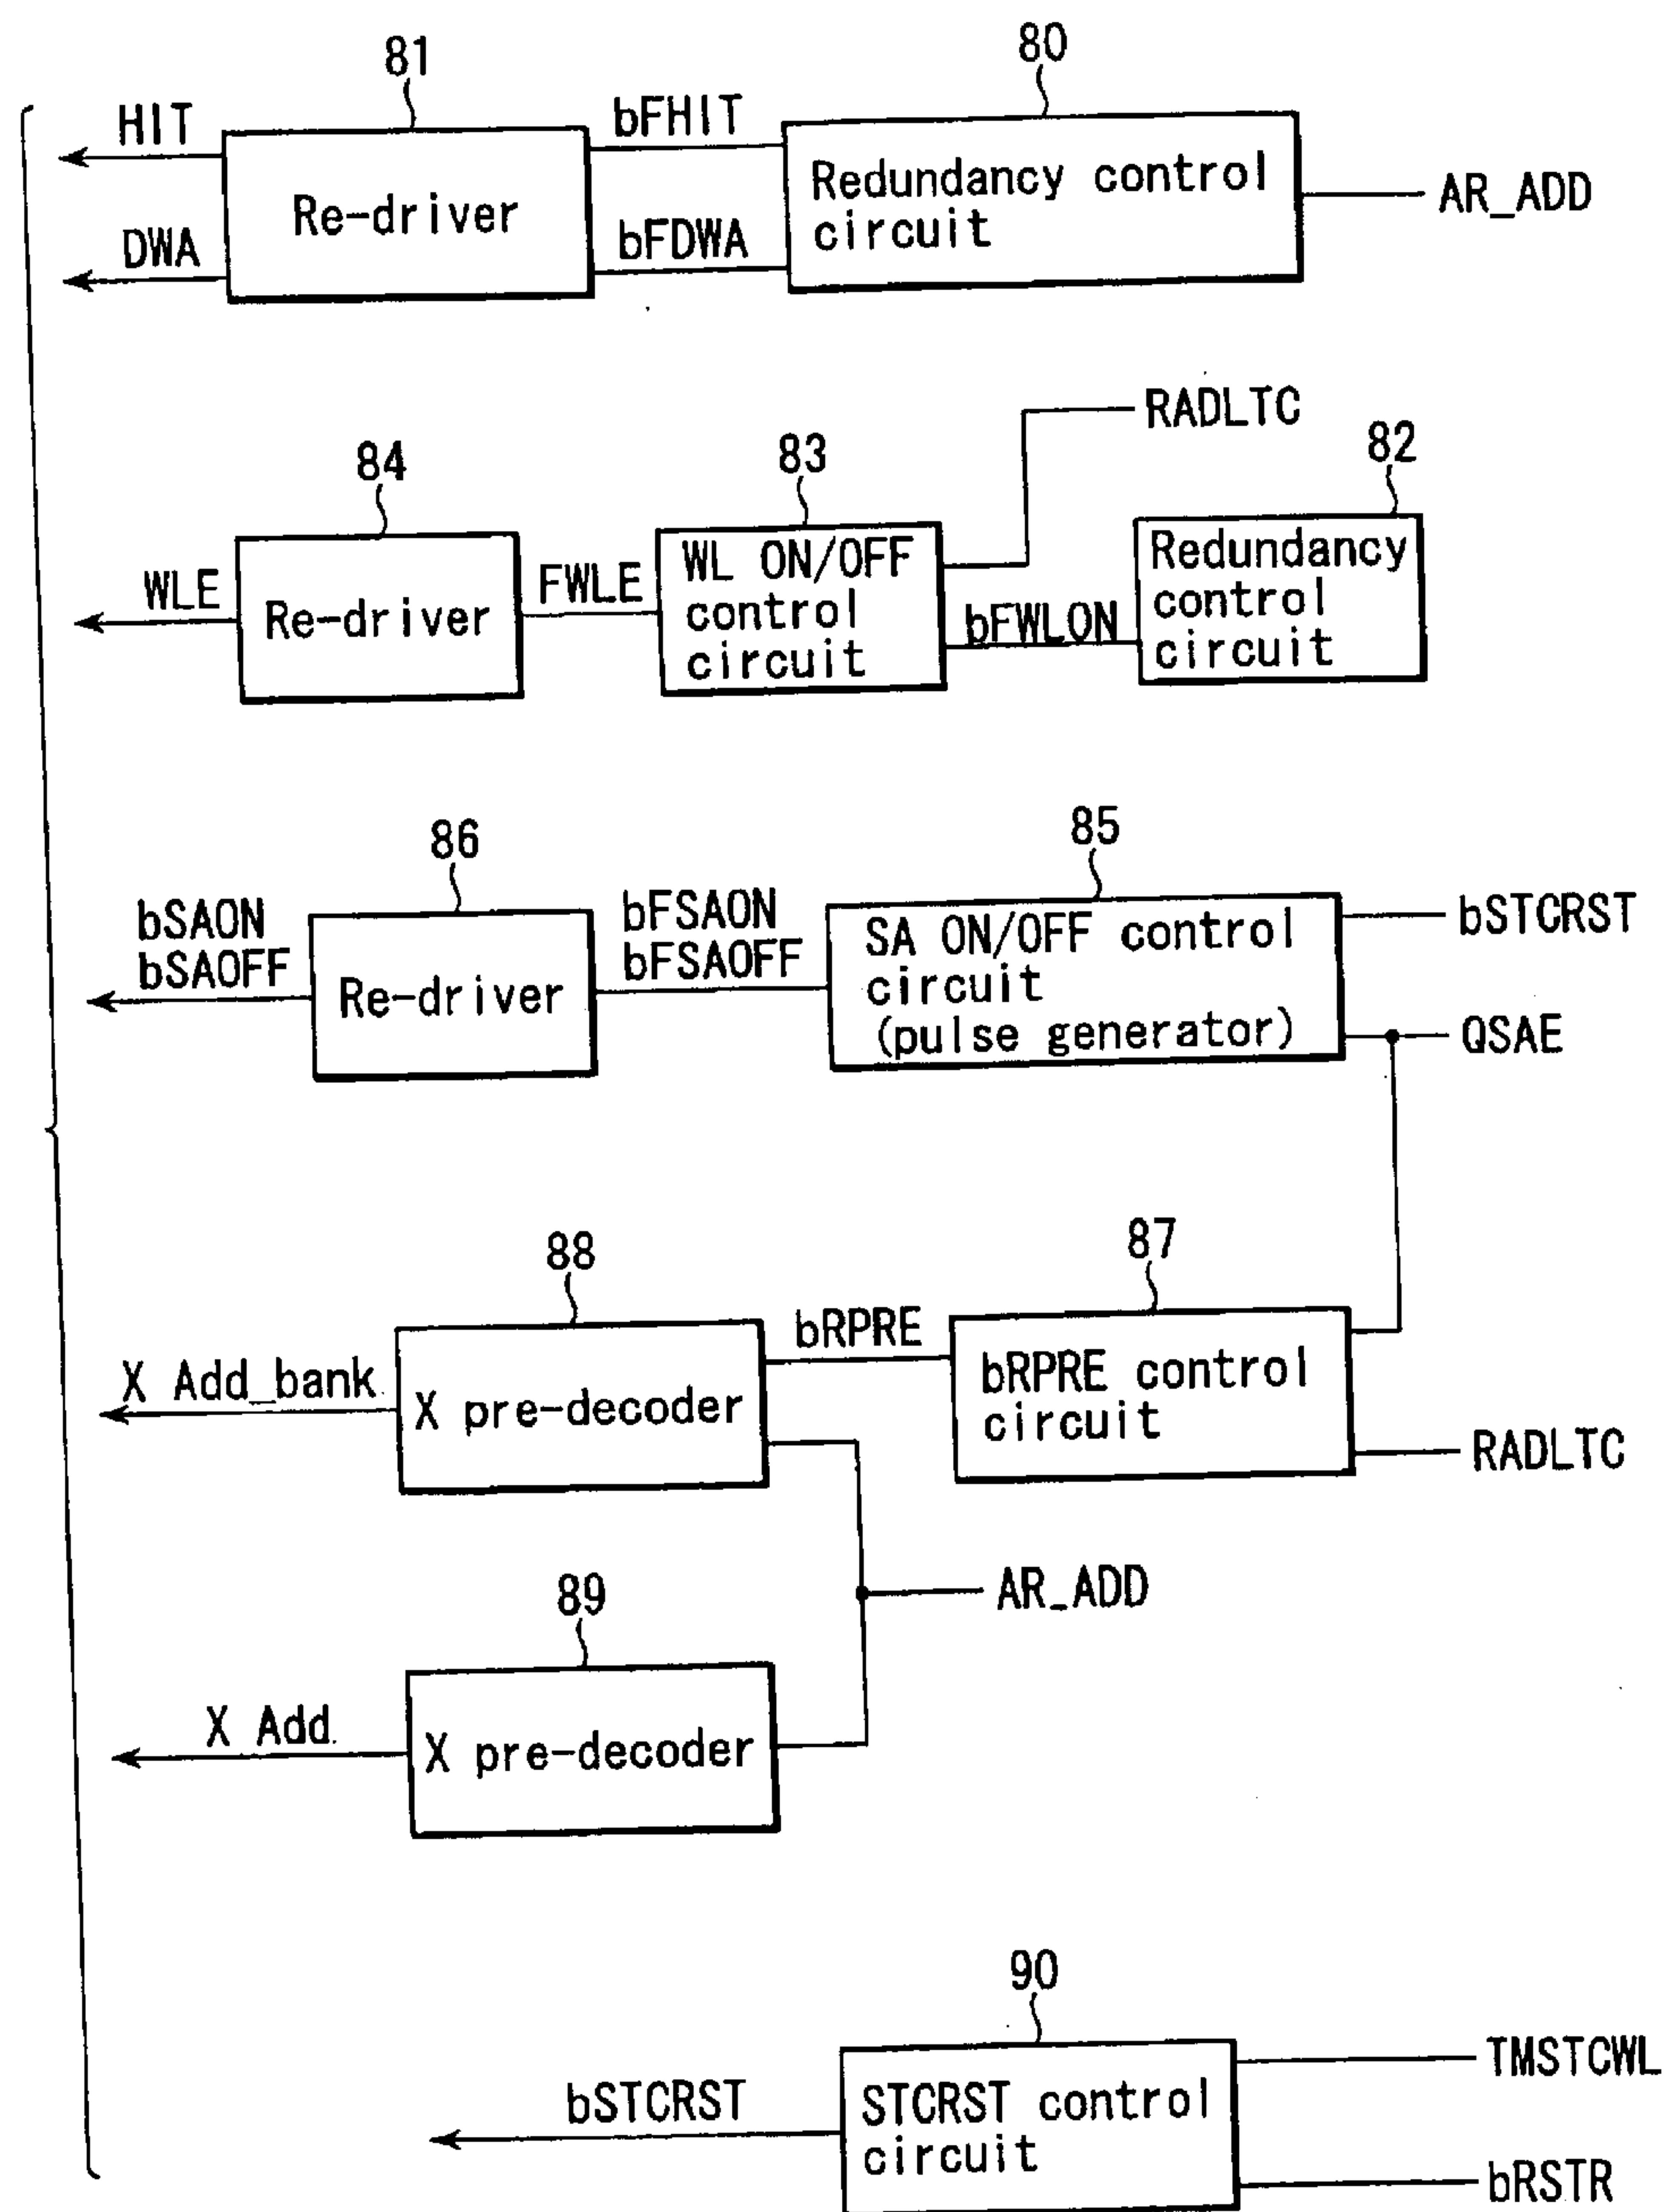 81
80
HIT
bFHIT
Redundancy control
circuit
AR_ADD
Re-driver
DWA
bFDWA
RADLTC
84
83
82
WLE
Re-driver
FWLE
WL ON/OFF
control
circuit
bFWLON
Redundancy
control
circuit
86
85
bSAON
bSAOFF
Re-driver
bFSAON
bFSAOFF
SA ON/OFF control
circuit
(pulse generator)
bSTCRST
QSAE
88
87
X Add_bank
X pre-decoder
bRPRE
bRPRE control
circuit
RADLTC
AR_ADD
89
X Add
X pre-decoder
90
bSTCRST
STCRST control
circuit
TMSTCWL
bRSTR